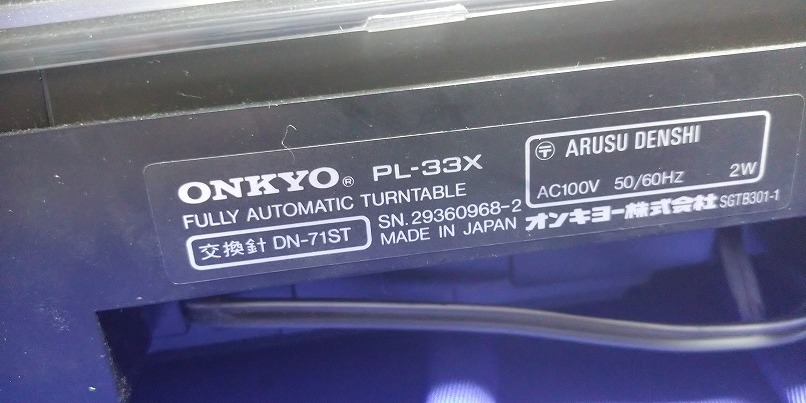 ONKYO® PL-33X
FULLY AUTOMATIC TURNTABLE
交換針 DN-71ST
SN.29360968-2
MADE IN JAPAN
〒 ARUSU DENSHI
AC100V 50/60Hz 2W
オンキヨー株式会社 SGTB301-1